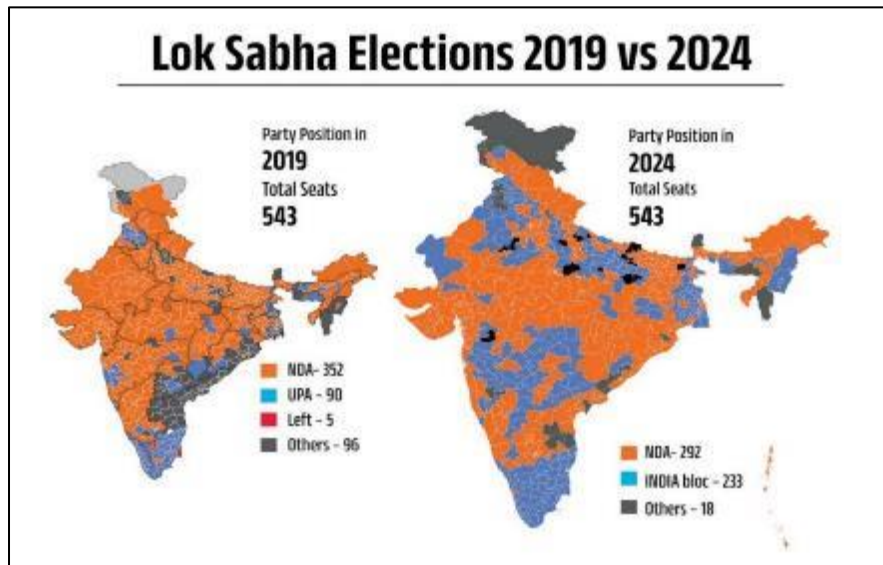 Lok Sabha Elections 2019 vs 2024
Party Position in
2019
Total Seats
543
NDA- 352
UPA - 90
Left - 5
Others - 96
Party Position in
2024
Total Seats
543
NDA- 292
INDIA bloc - 233
Others - 18